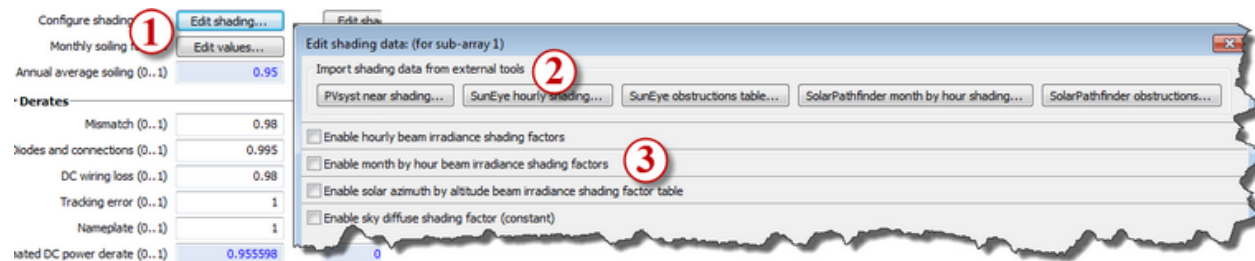 Configure shading
Edit shading...
Edit sha
1
Monthly soiling
Edit values...
Annual average soiling (0..1)
0.95
Derates
Mismatch (0..1)
0.98
Diodes and connections (0..1)
0.995
DC wiring loss (0..1)
0.98
Tracking error (0..1)
1
Nameplate (0..1)
1
ated DC power derate (0..1)
0.955598
0
Edit shading data: (for sub-array 1)
Import shading data from external tools
2
PVsyst near shading...
SunEye hourly shading...
SunEye obstructions table...
SolarPathfinder month by hour shading...
SolarPathfinder obstructions...
Enable hourly beam irradiance shading factors
Enable month by hour beam irradiance shading factors
3
Enable solar azimuth by altitude beam irradiance shading factor table
Enable sky diffuse shading factor (constant)